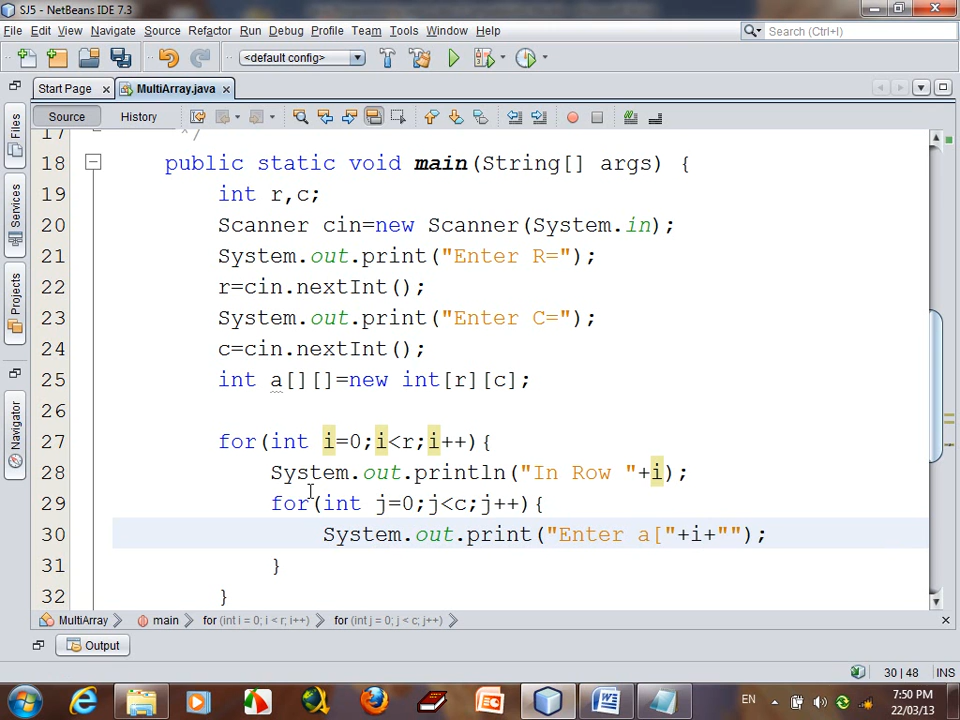 SJ5 - NetBeans IDE 7.3
File Edit View Navigate Source Refactor Run Debug Profile Team Tools Window Help
Search (Ctrl+I)
<default config>
Start Page
MultiArray.java
Source History
Files
Services
Projects
Navigator
17 */
18 public static void main(String[] args) {
19 int r,c;
20 Scanner cin=new Scanner(System.in);
21 System.out.print("Enter R=");
22 r=cin.nextInt();
23 System.out.print("Enter C=");
24 c=cin.nextInt();
25 int a[][]=new int[r][c];
26
27 for(int i=0;i<r;i++){
28 System.out.println("In Row "+i);
29 for(int j=0;j<c;j++){
30 System.out.print("Enter a["+i+"");
31 }
32 }
MultiArray main for (int i = 0; i < r; i++) for (int j = 0; j < c; j++)
Output
30 | 48 INS
EN
7:50 PM
22/03/13